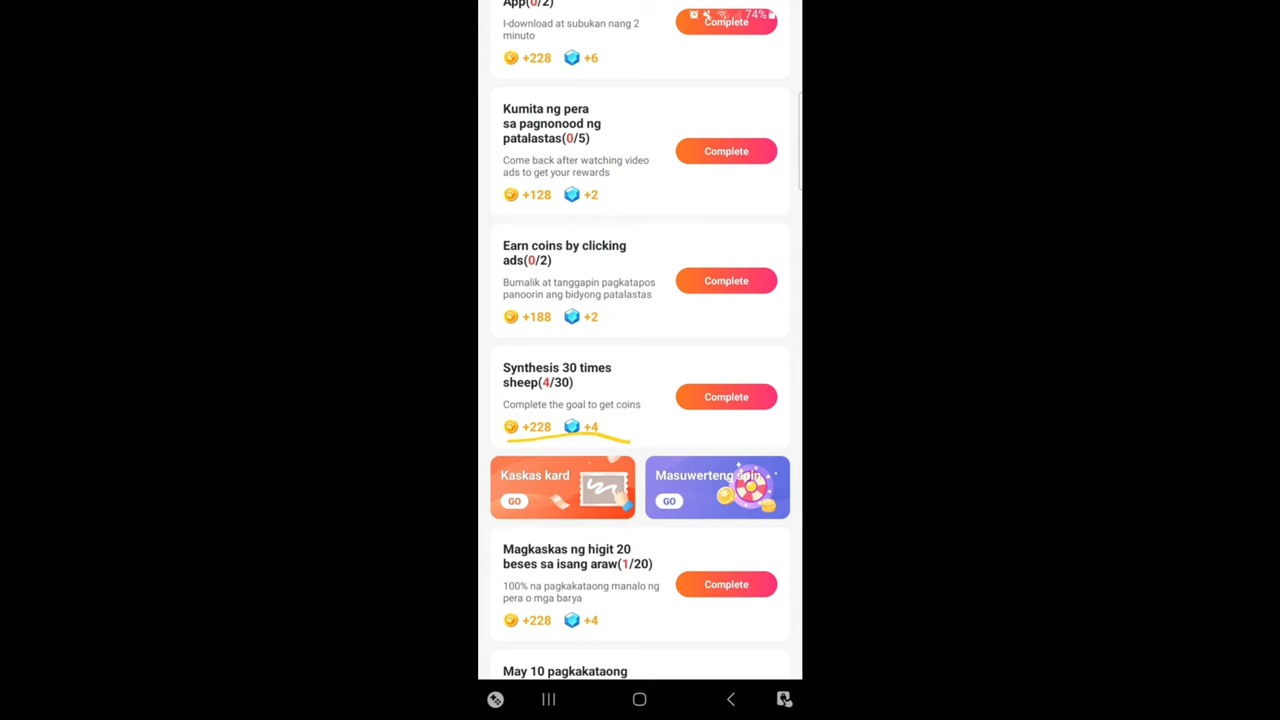 App(0/2)
74%
I-download at subukan nang 2
minuto
Complete
+228 +6
Kumita ng pera
sa pagnonood ng
patalastas(0/5)
Come back after watching video
ads to get your rewards
Complete
+128 +2
Earn coins by clicking
ads(0/2)
Bumalik at tanggapin pagkatapos
panoorin ang bidyong patalastas
Complete
+188 +2
Synthesis 30 times
sheep(4/30)
Complete the goal to get coins
Complete
+228 +4
Kaskas kard
GO
Masuwerteng spin
GO
Magkaskas ng higit 20
beses sa isang araw(1/20)
100% na pagkakataong manalo ng
pera o mga barya
Complete
+228 +4
May 10 pagkakataong